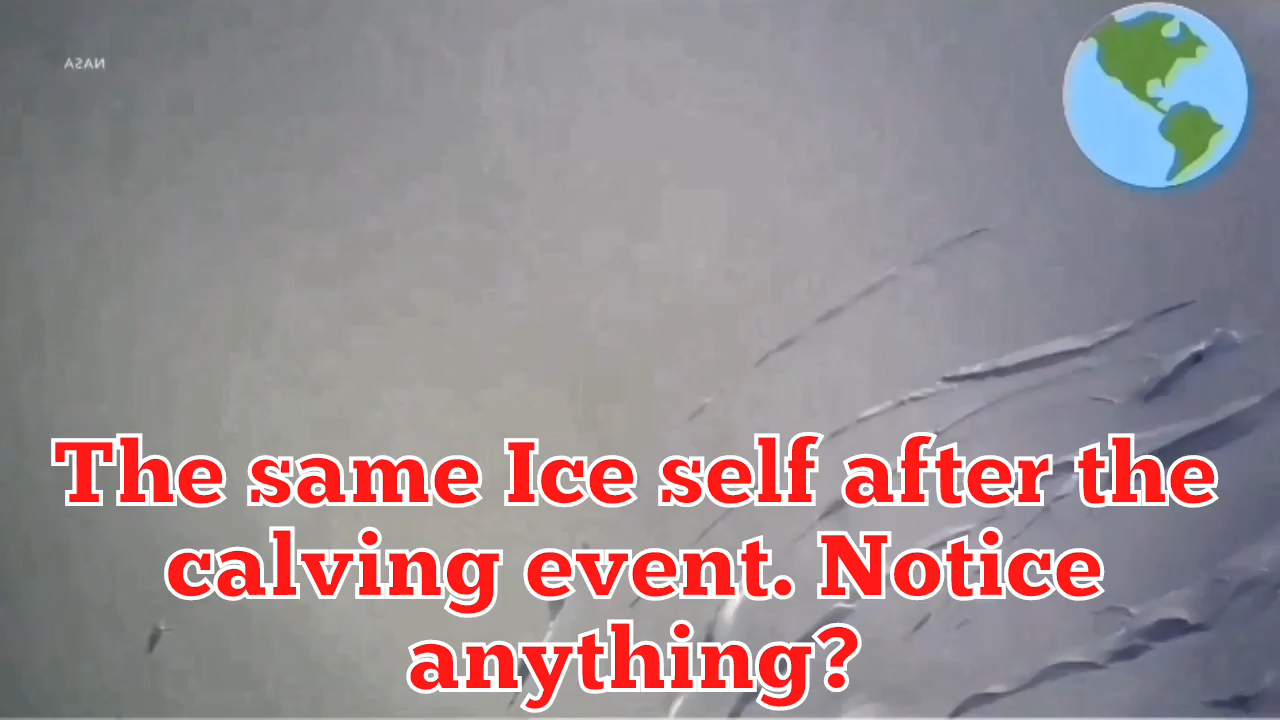 NASA
The same Ice self after the
calving event. Notice
anything?